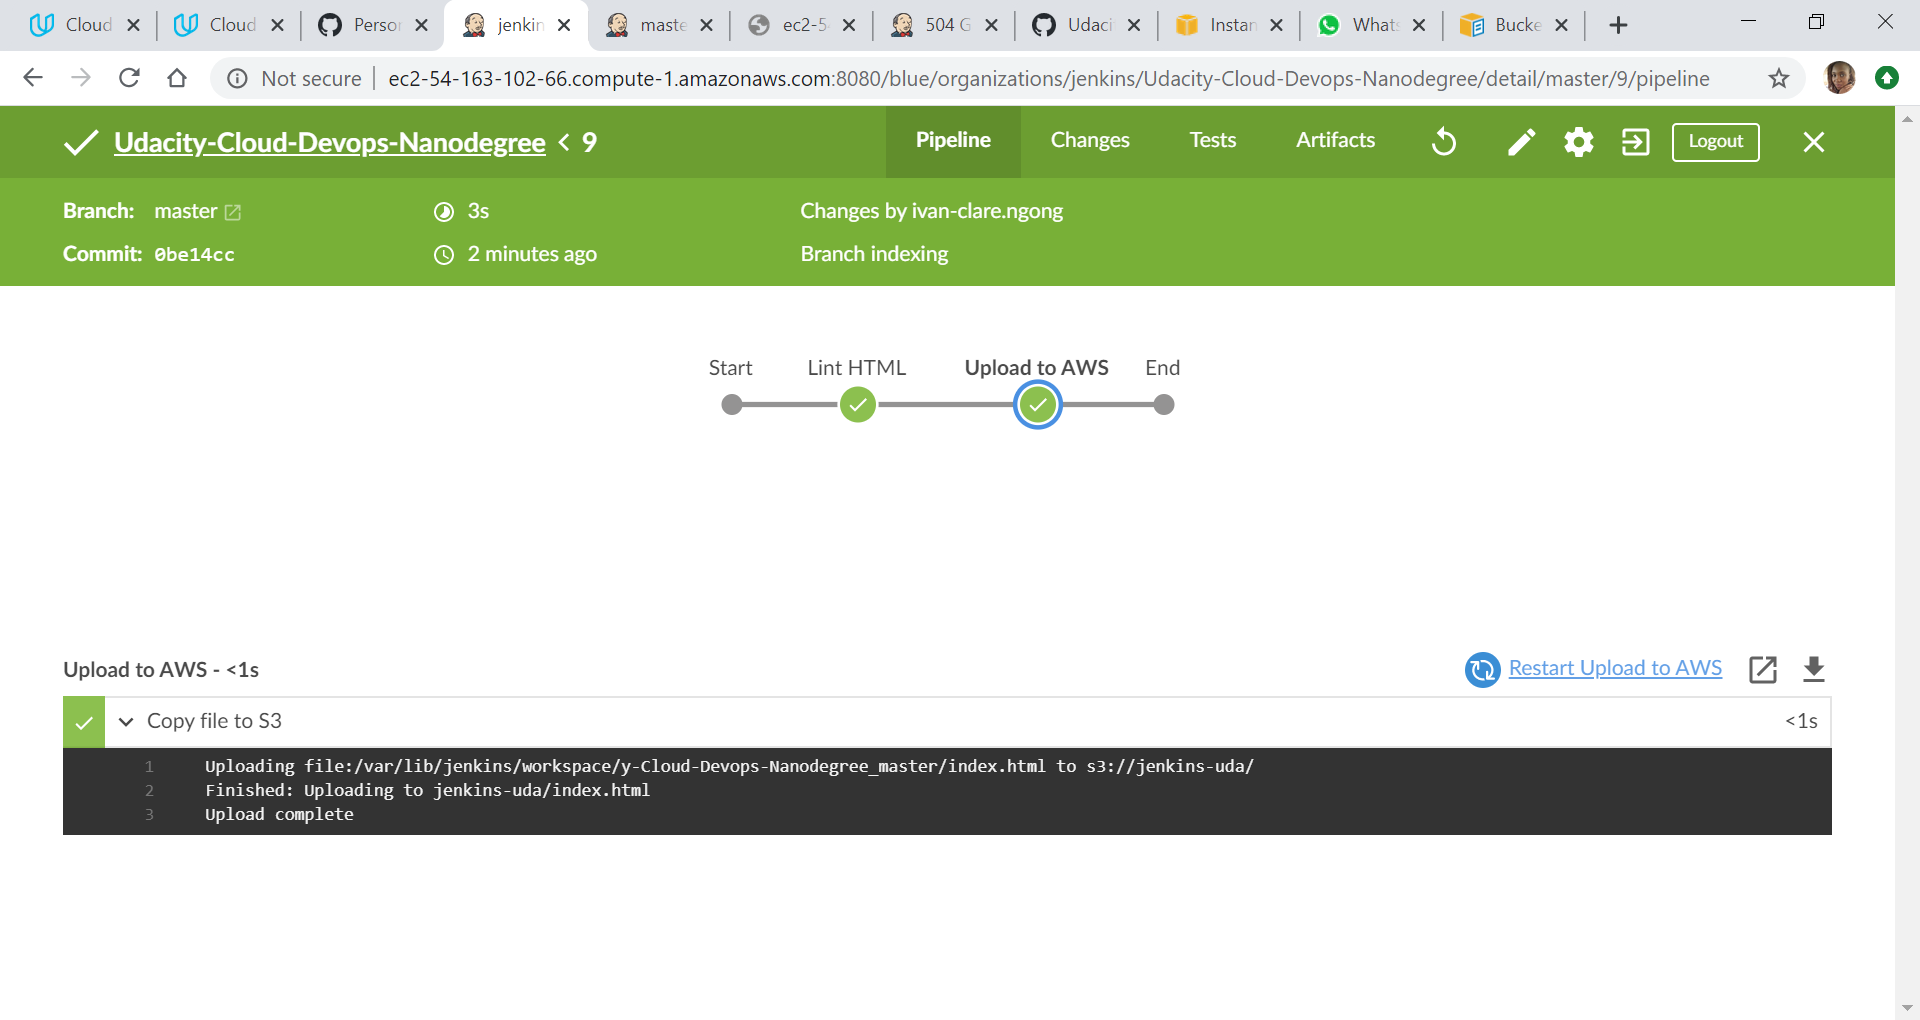 Cloud
Cloud
Person
jenkin
maste
ec2-5
504 G
Udaci
Instan
Whats
Bucke
Not secure
ec2-54-163-102-66.compute-1.amazonaws.com:8080/blue/organizations/jenkins/Udacity-Cloud-Devops-Nanodegree/detail/master/9/pipeline
Udacity-Cloud-Devops-Nanodegree < 9
Pipeline
Changes
Tests
Artifacts
Logout
Branch: master
3s
Changes by ivan-clare.ngong
Commit: 0be14cc
2 minutes ago
Branch indexing
Start
Lint HTML
Upload to AWS
End
Upload to AWS - <1s
Restart Upload to AWS
Copy file to S3
<1s
1 Uploading file:/var/lib/jenkins/workspace/y-Cloud-Devops-Nanodegree_master/index.html to s3://jenkins-uda/
2 Finished: Uploading to jenkins-uda/index.html
3 Upload complete